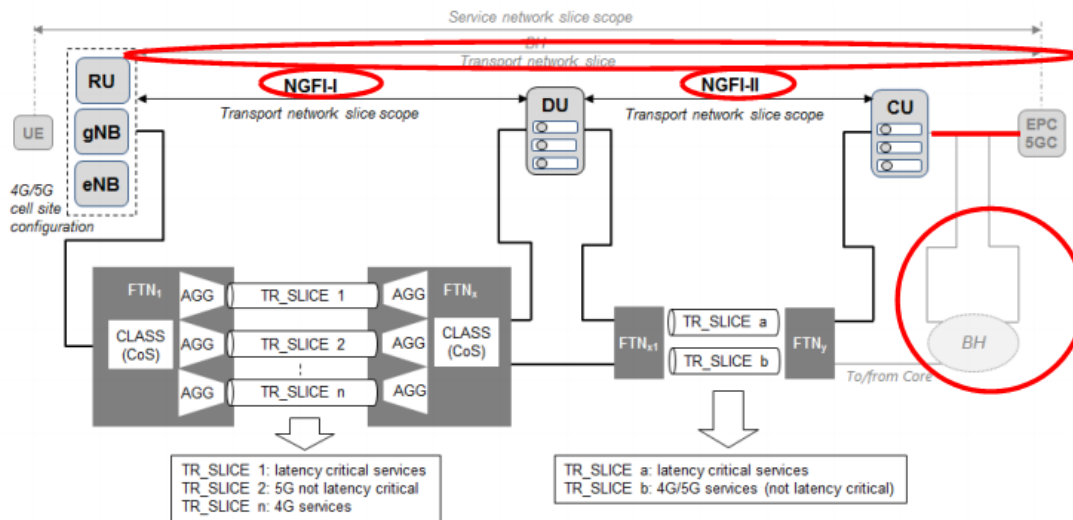 Service network slice scope
BH
Transport network slice
RU
NGFI-I
NGFI-II
DU
CU
Transport network slice scope
Transport network slice scope
UE
gNB
EPC
5GC
eNB
4G/5G
cell site
configuration
FTN1
AGG
TR_SLICE 1
AGG
FTNx
CLASS
(CoS)
AGG
TR_SLICE 2
AGG
CLASS
(CoS)
AGG
TR_SLICE n
AGG
FTNx1
TR_SLICE a
TR_SLICE b
FTNy
BH
To/from Core
TR_SLICE 1: latency critical services
TR_SLICE 2: 5G not latency critical
TR_SLICE n: 4G services
TR_SLICE a: latency critical services
TR_SLICE b: 4G/5G services (not latency critical)